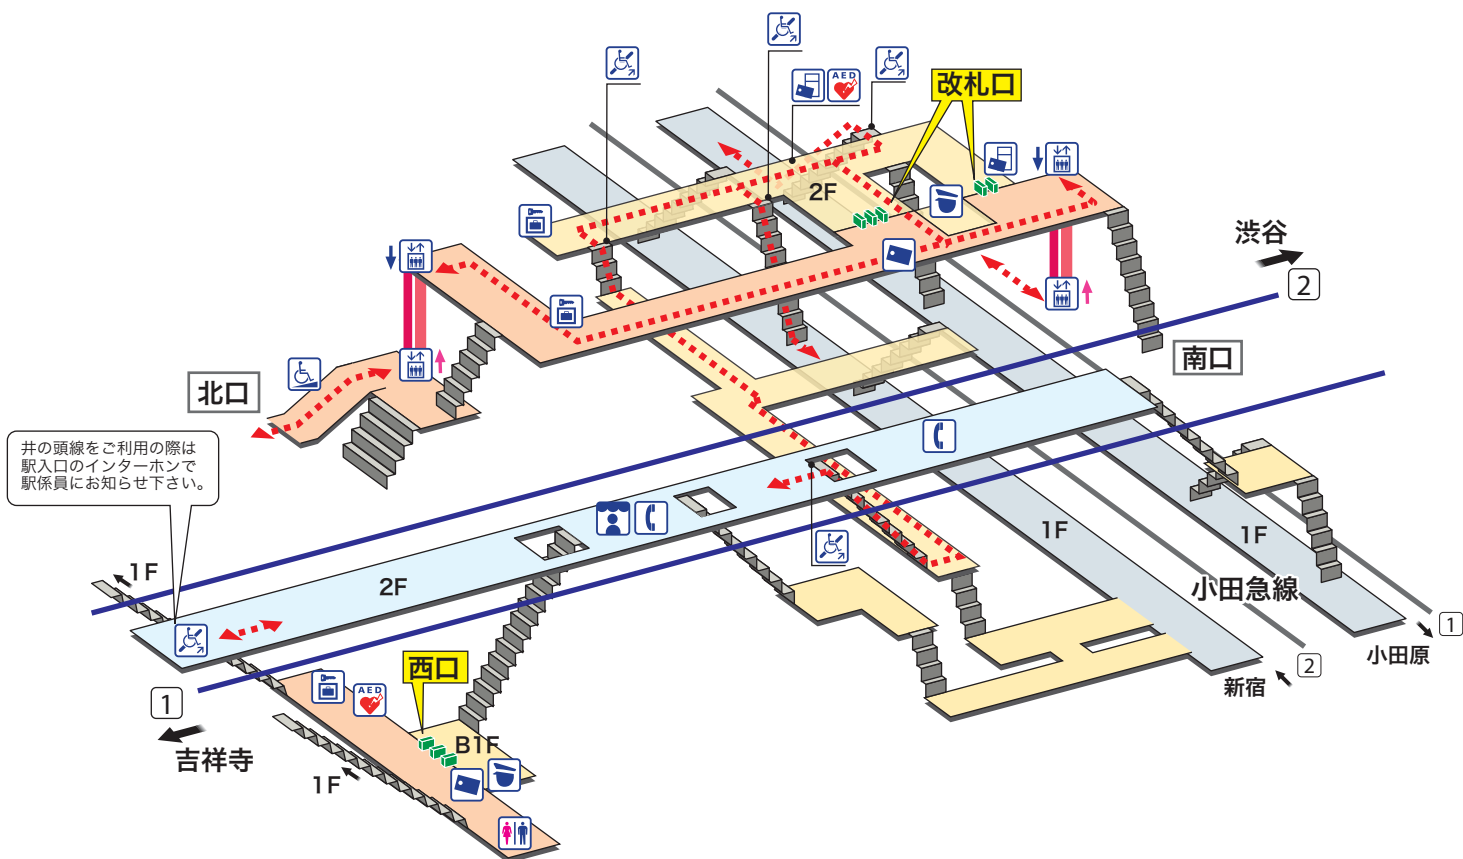 AED
改札口
2F
渋谷
2
南口
北口
井の頭線をご利用の際は
駅入口のインターホンで
駅係員にお知らせ下さい。
1F
2F
1F
1F
小田急線
1
小田原
2
新宿
西口
AED
1
吉祥寺
B1F
1F